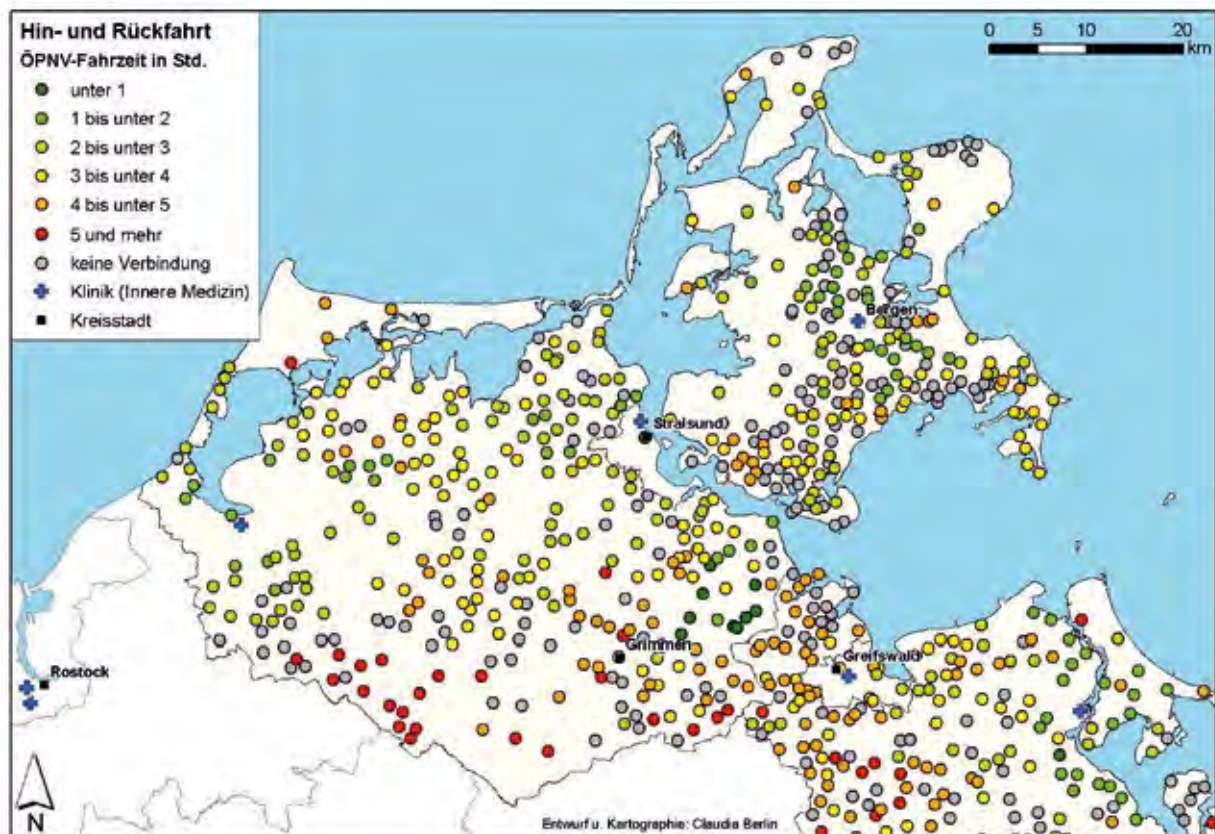 Hin- und Rückfahrt
ÖPNV-Fahrzeit in Std.
unter 1
1 bis unter 2
2 bis unter 3
3 bis unter 4
4 bis unter 5
5 und mehr
keine Verbindung
Klinik (Innere Medizin)
Kreisstadt
0 5 10 20
km
Bergen
Stralsund
Grimmen
Greifswald
Rostock
N
Entwurf u. Kartographie: Claudia Berlin